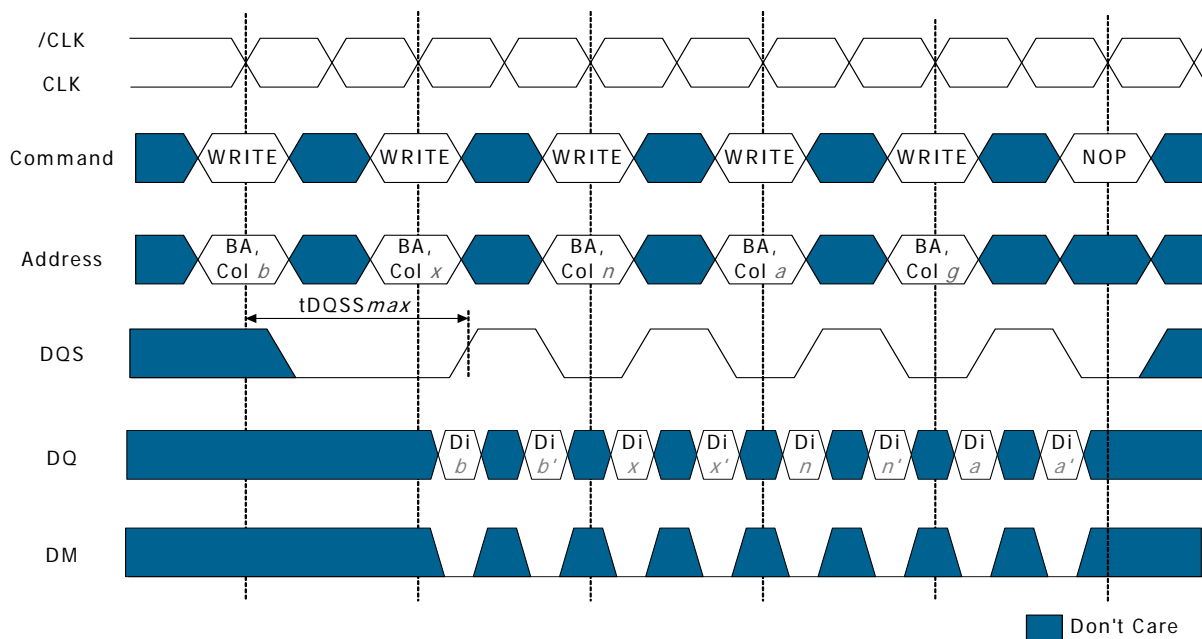 /CLK
CLK
Command
WRITE
WRITE
WRITE
WRITE
WRITE
NOP
Address
BA,
Col b
BA,
Col x
BA,
Col n
BA,
Col a
BA,
Col g
tDQSSmax
DQS
DQ
Di
b
Di
b'
Di
x
Di
x'
Di
n
Di
n'
Di
a
Di
a'
DM
Don't Care